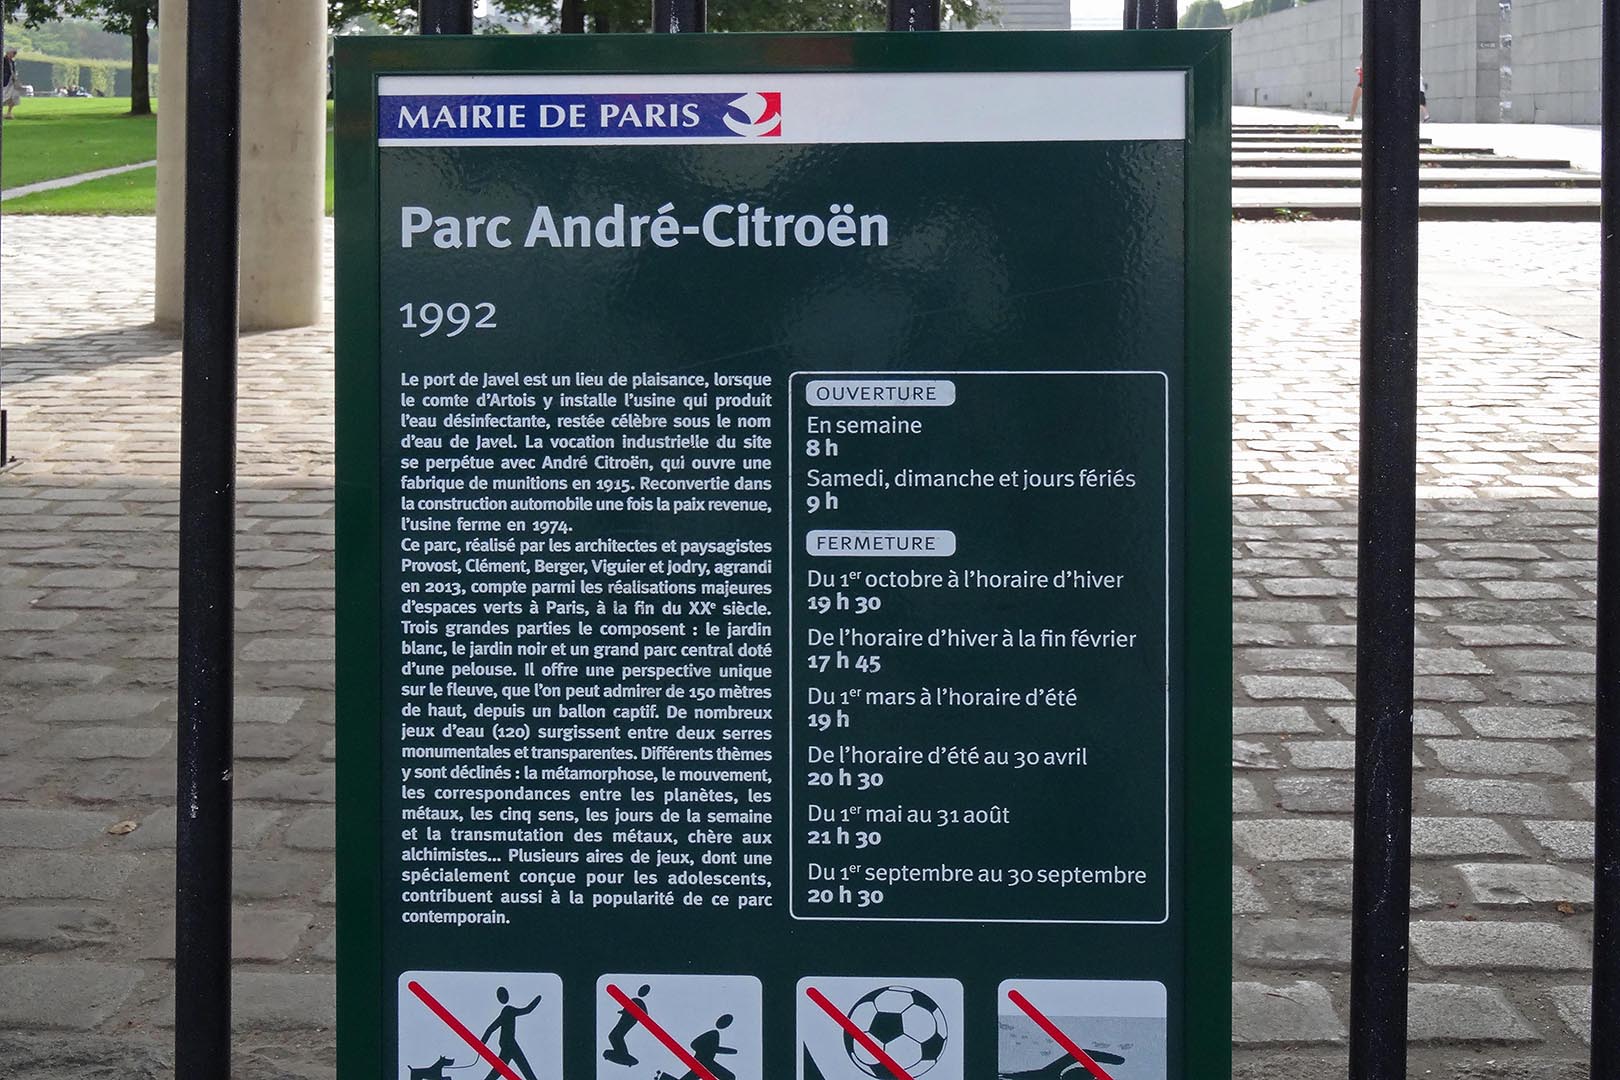 MAIRIE DE PARIS
Parc André-Citroën
1992
Le port de Javel est un lieu de plaisance, lorsque
le comte d'Artois y installe l'usine qui produit
l'eau désinfectante, restée célèbre sous le nom
d'eau de Javel. La vocation industrielle du site
se perpétue avec André Citroën, qui ouvre une
fabrique de munitions en 1915. Reconvertie dans
la construction automobile une fois la paix revenue,
l'usine ferme en 1974.
Ce parc, réalisé par les architectes et paysagistes
Provost, Clément, Berger, Viguier et Jodry, agrandi
en 2013, compte parmi les réalisations majeures
d'espaces verts à Paris, à la fin du XXe siècle.
Trois grandes parties le composent : le jardin
blanc, le jardin noir et un grand parc central doté
d'une pelouse. Il offre une perspective unique
sur le fleuve, que l'on peut admirer de 150 mètres
de haut, depuis un ballon captif. De nombreux
jeux d'eau (120) surgissent entre deux serres
monumentales et transparentes. Différents thèmes
y sont déclinés : la métamorphose, le mouvement,
les correspondances entre les planètes, les
métaux, les cinq sens, les jours de la semaine
et la transmutation des métaux, chère aux
alchimistes... Plusieurs aires de jeux, dont une
spécialement conçue pour les adolescents,
contribuent aussi à la popularité de ce parc
contemporain.
OUVERTURE
En semaine
8 h
Samedi, dimanche et jours fériés
9 h
FERMETURE
Du 1er octobre à l'horaire d'hiver
19 h 30
De l'horaire d'hiver à la fin février
17 h 45
Du 1er mars à l'horaire d'été
19 h
De l'horaire d'été au 30 avril
20 h 30
Du 1er mai au 31 août
21 h 30
Du 1er septembre au 30 septembre
20 h 30